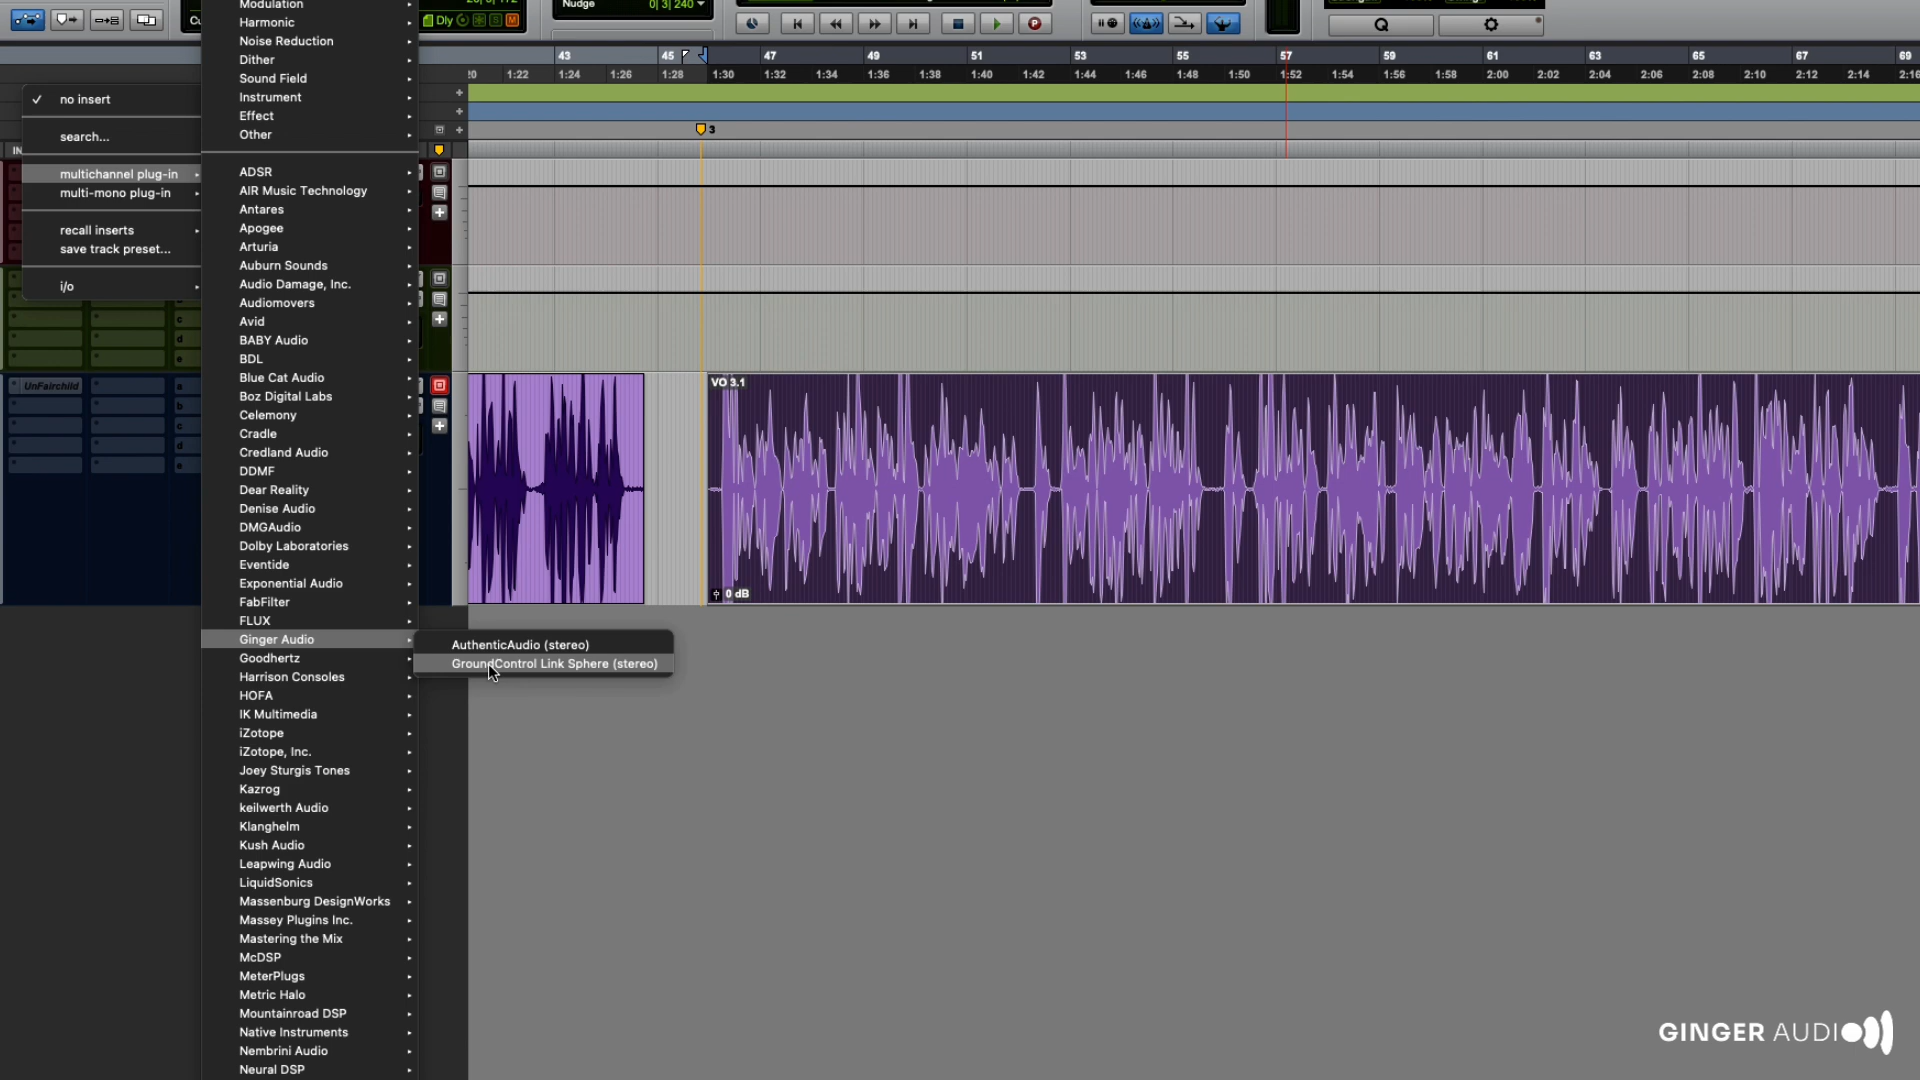 Modulation
Harmonic
Noise Reduction
Dither
Sound Field
Instrument
Effect
Other
Dly
Nudge
0| 3| 240
Q
no insert
search...
multichannel plug-in
multi-mono plug-in
recall inserts
save track preset...
i/o
43 45 47 49 51 53 55 57 59 61 63 65 67 69
1:22 1:24 1:26 1:28 1:30 1:32 1:34 1:36 1:38 1:40 1:42 1:44 1:46 1:48 1:50 1:52 1:54 1:56 1:58 2:00 2:02 2:04 2:06 2:08 2:10 2:12 2:14 2:16
3
ADSR
AIR Music Technology
Antares
Apogee
Arturia
Auburn Sounds
Audio Damage, Inc.
Audiomovers
Avid
BABY Audio
BDL
Blue Cat Audio
Boz Digital Labs
Celemony
Cradle
Credland Audio
DDMF
Dear Reality
Denise Audio
DMGAudio
Dolby Laboratories
Eventide
Exponential Audio
FabFilter
FLUX
Ginger Audio
Goodhertz
Harrison Consoles
HOFA
IK Multimedia
iZotope
iZotope, Inc.
Joey Sturgis Tones
Kazrog
keilwerth Audio
Klanghelm
Kush Audio
Leapwing Audio
LiquidSonics
Massenburg DesignWorks
Massey Plugins Inc.
Mastering the Mix
McDSP
MeterPlugs
Metric Halo
Mountainroad DSP
Native Instruments
Nembrini Audio
Neural DSP
AuthenticAudio (stereo)
GroundControl Link Sphere (stereo)
UnFairchild
a
b
c
d
e
VO 3.1
0 dB
GINGER AUDIO